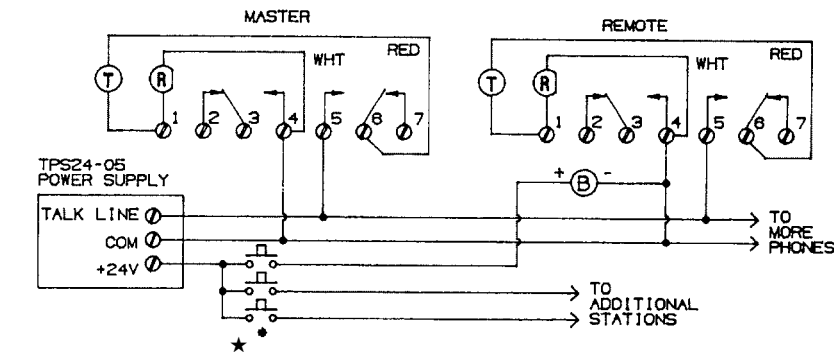 MASTER
REMOTE
RED
WHT
T
R
1
2
3
4
5
6
7
RED
WHT
T
R
1
2
3
4
5
6
7
TPS24-05
POWER SUPPLY
+ B -
TALK LINE
COM
+24V
TO
MORE
PHONES
TO
ADDITIONAL
STATIONS